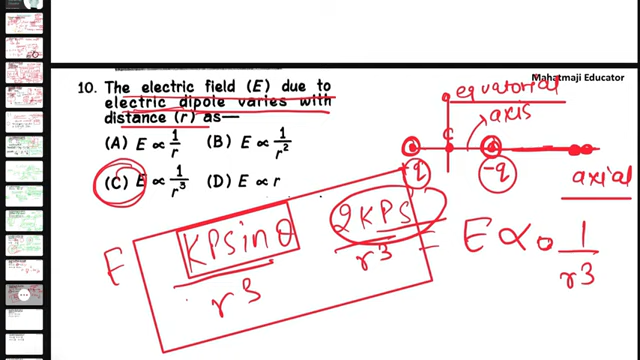 Mahatmaji Educator
10. The electric field (E) due to
electric dipole varies with
distance (r) as—
(A) E ∝ 1/r (B) E ∝ 1/r²
(C) E ∝ 1/r³ (D) E ∝ r
equatorial
axis
C
-q
-q
axial
E
KPSinθ/r³
2KPS/r³
=
E ∝ 1/r3